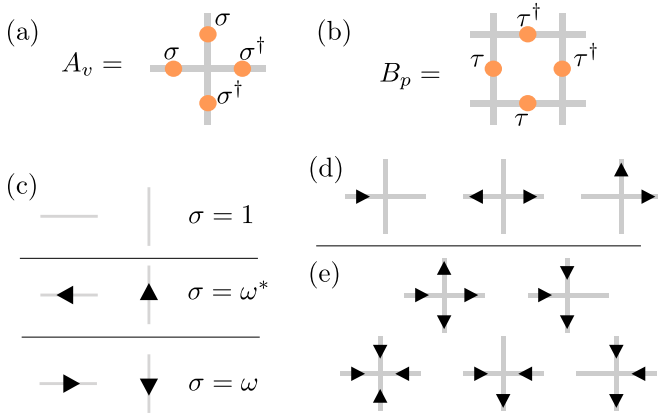 (a)
A_v =
σ
σ
σ†
σ†
(b)
B_p =
τ†
τ
τ†
τ
(c)
σ = 1
σ = ω*
σ = ω
(d)
(e)